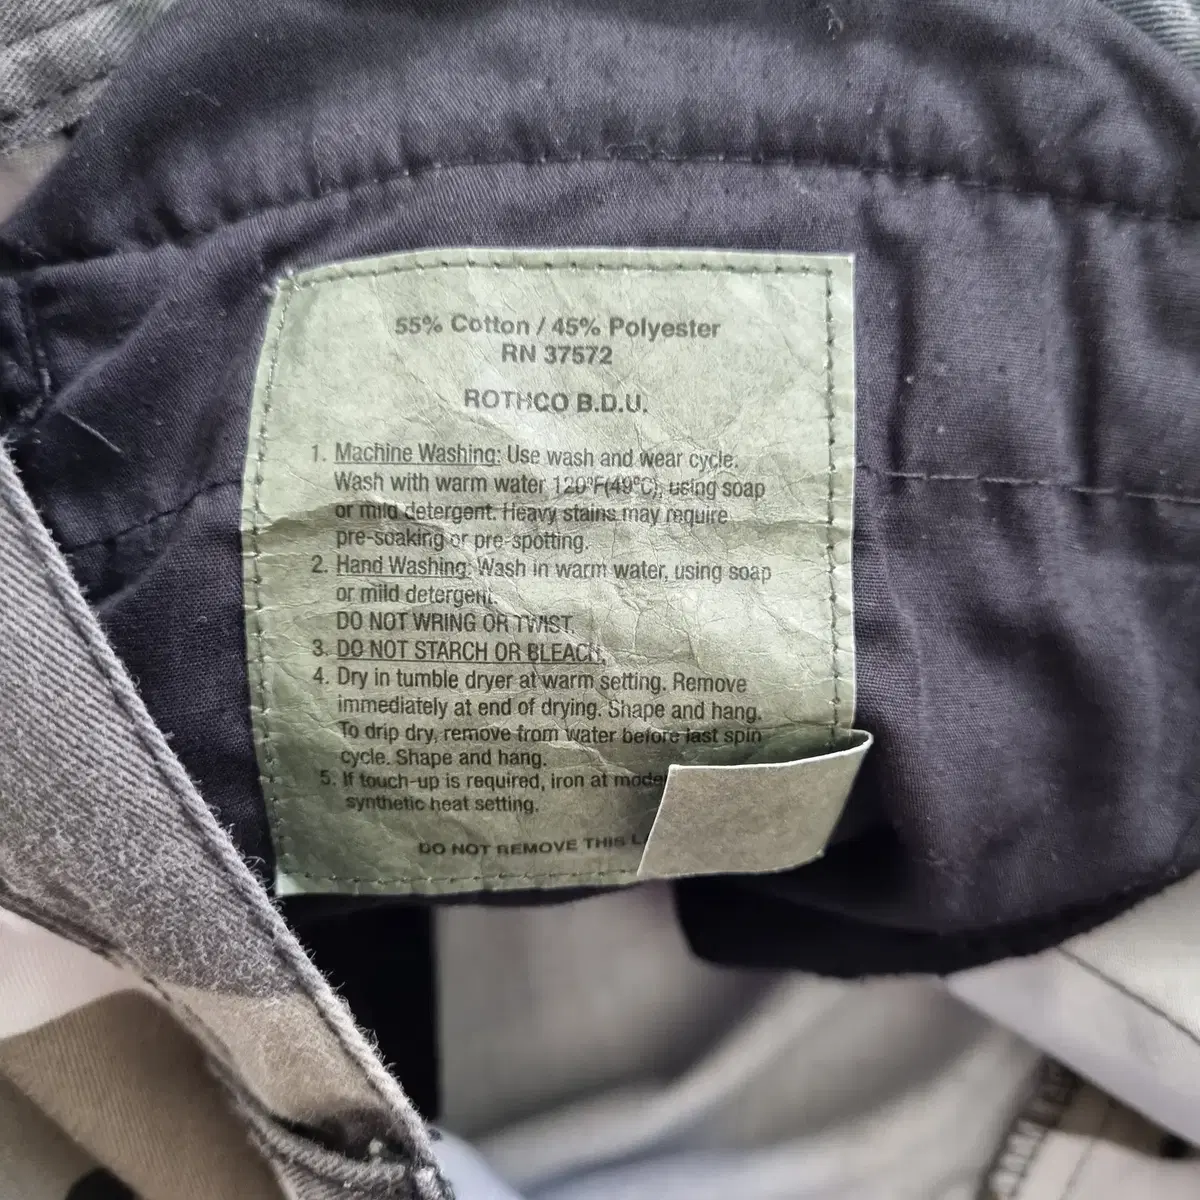 55% Cotton / 45% Polyester
RN 37572
ROTHCO B.D.U.
1. Machine Washing: Use wash and wear cycle.
Wash with warm water 120°F(49°C), using soap
or mild detergent. Heavy stains may require
pre-soaking or pre-spotting.
2. Hand Washing: Wash in warm water, using soap
or mild detergent.
DO NOT WRING OR TWIST.
3. DO NOT STARCH OR BLEACH.
4. Dry in tumble dryer at warm setting. Remove
immediately at end of drying. Shape and hang.
To drip dry, remove from water before last spin
cycle. Shape and hang.
5. If touch-up is required, iron at
synthetic heat setting.
DO NOT REMOVE THIS